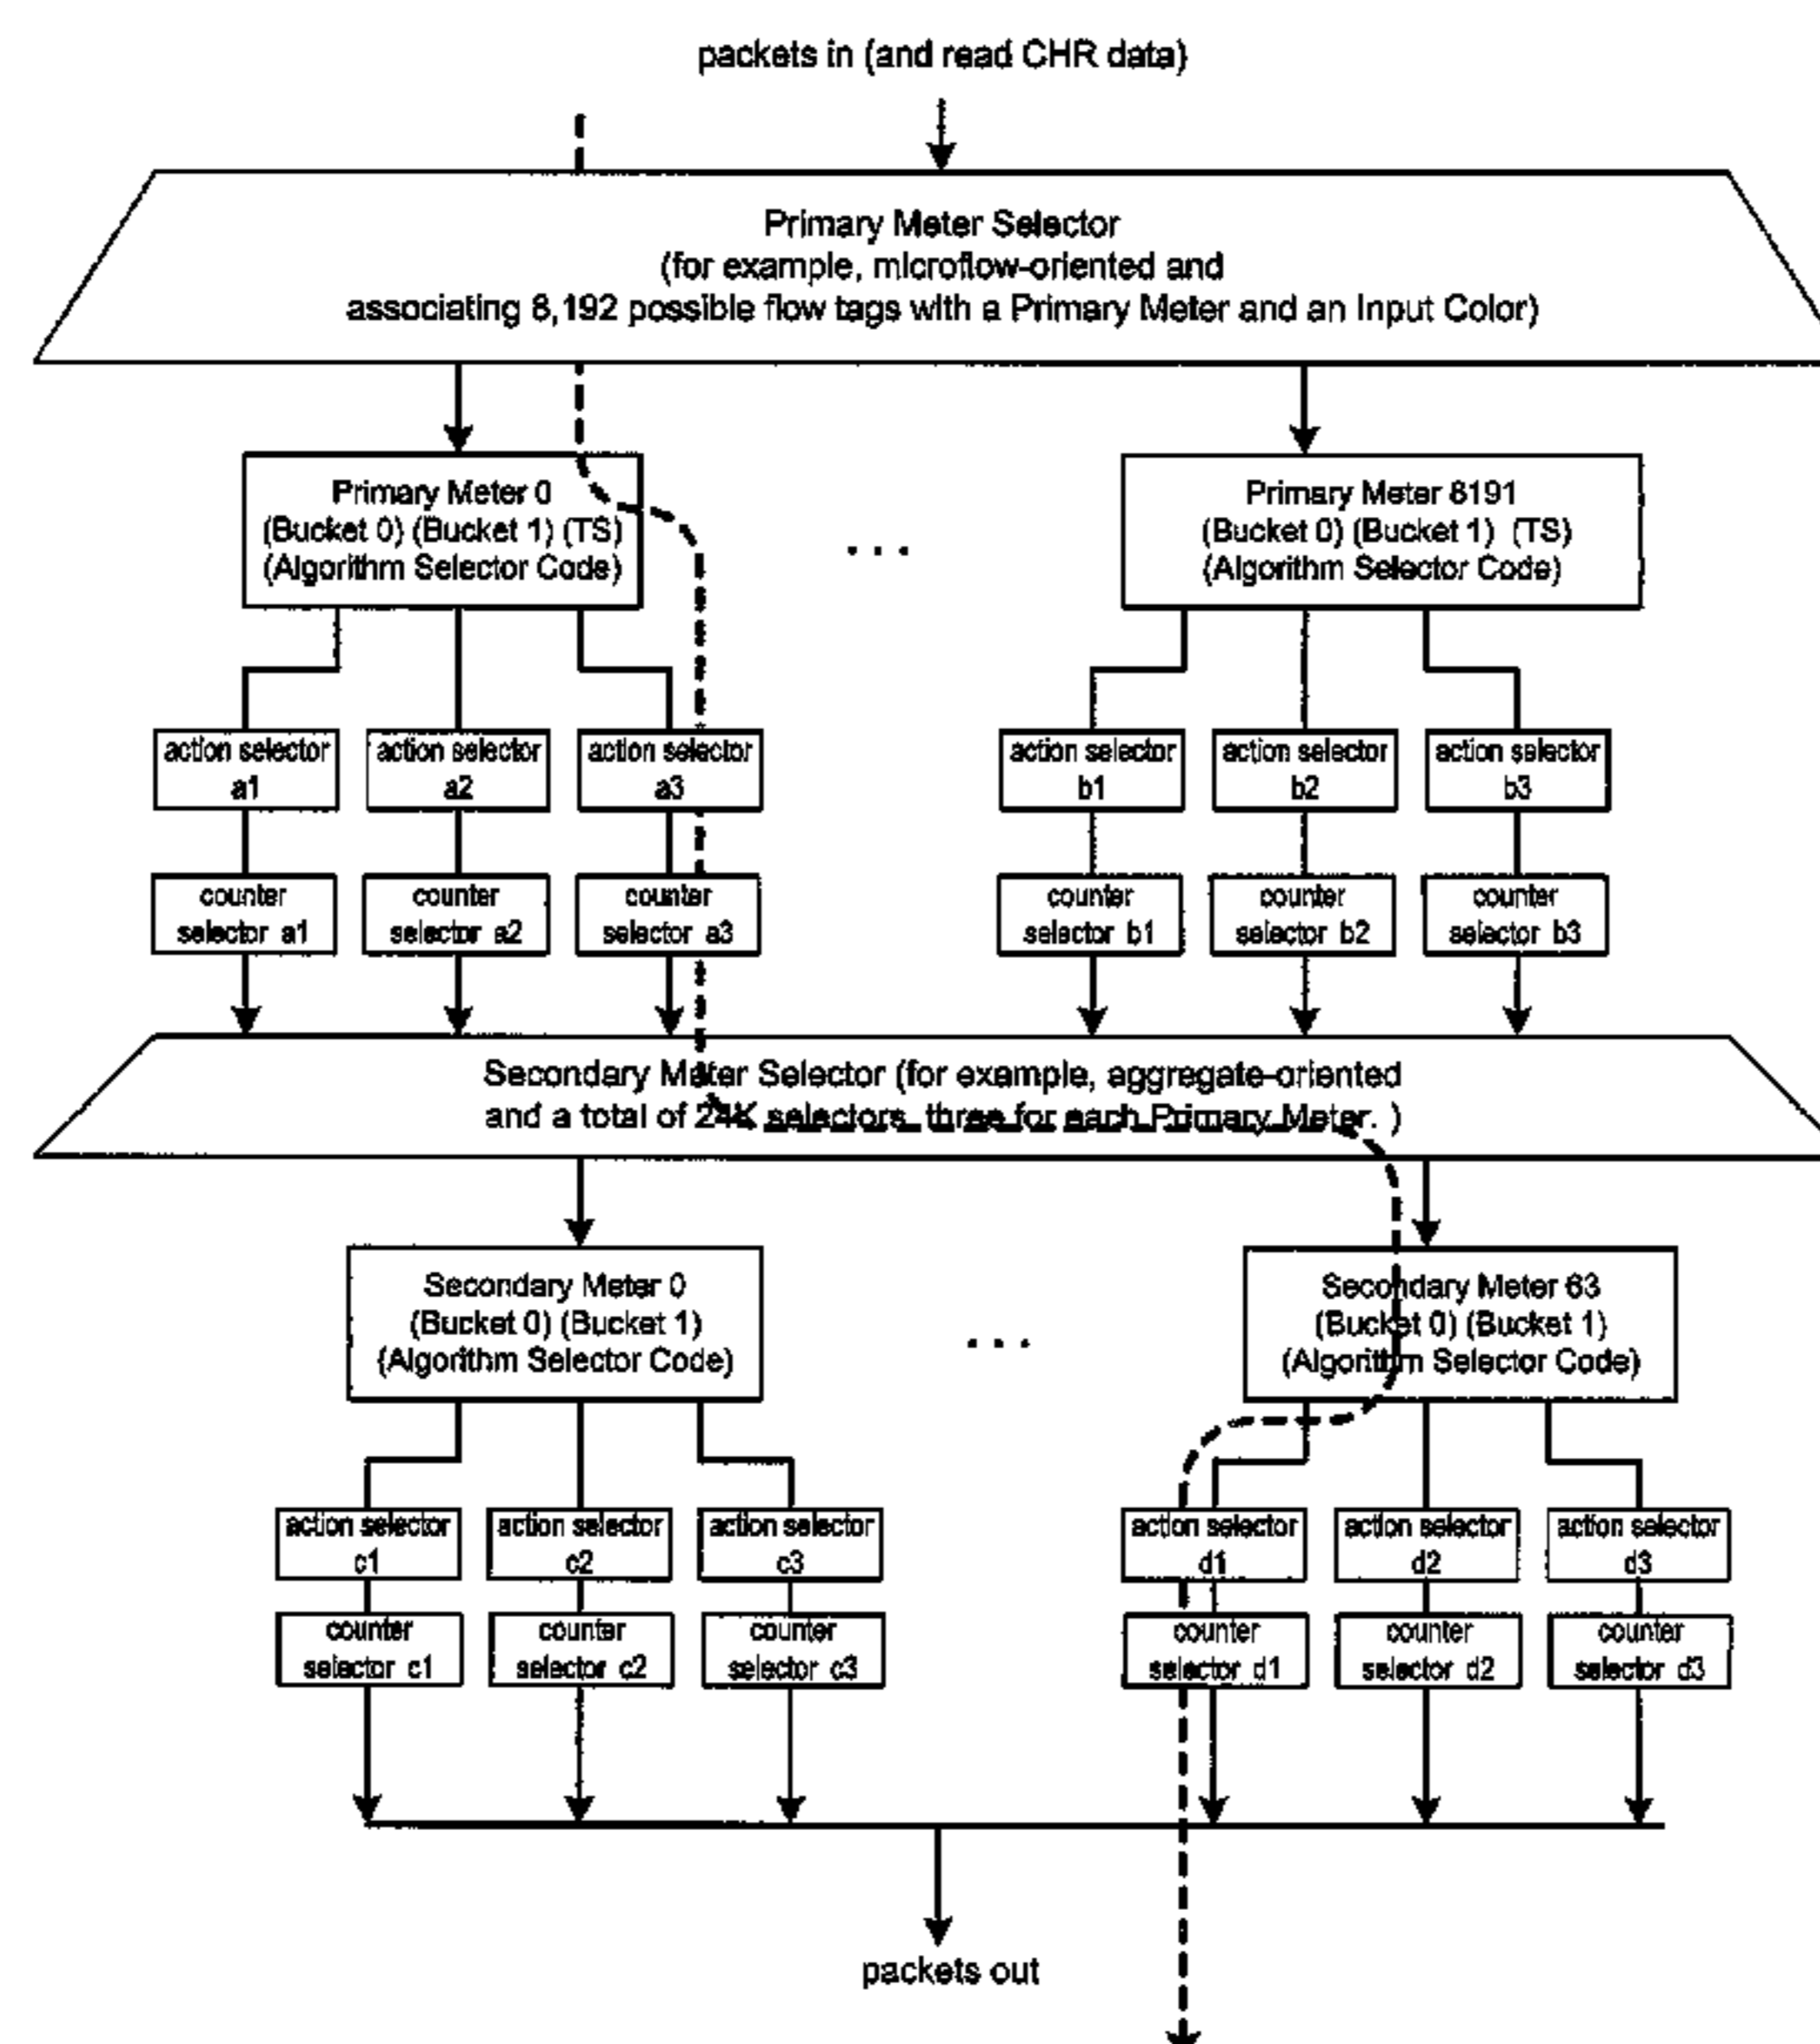 packets in (and read CHR data)
Primary Meter Selector
(for example, microflow-oriented and
associating 8,192 possible flow tags with a Primary Meter and an Input Color)
Primary Meter 0
(Bucket 0) (Bucket 1) (TS)
(Algorithm Selector Code)
. . .
Primary Meter 8191
(Bucket 0) (Bucket 1) (TS)
(Algorithm Selector Code)
action selector
a1
action selector
a2
action selector
a3
action selector
b1
action selector
b2
action selector
b3
counter
selector a1
counter
selector a2
counter
selector a3
counter
selector b1
counter
selector b2
counter
selector b3
Secondary Meter Selector (for example, aggregate-oriented
and a total of 24K selectors, three for each Primary Meter. )
Secondary Meter 0
(Bucket 0) (Bucket 1)
(Algorithm Selector Code)
. . .
Secondary Meter 63
(Bucket 0) (Bucket 1)
(Algorithm Selector Code)
action selector
c1
action selector
c2
action selector
c3
action selector
d1
action selector
d2
action selector
d3
counter
selector c1
counter
selector c2
counter
selector c3
counter
selector d1
counter
selector d2
counter
selector d3
packets out